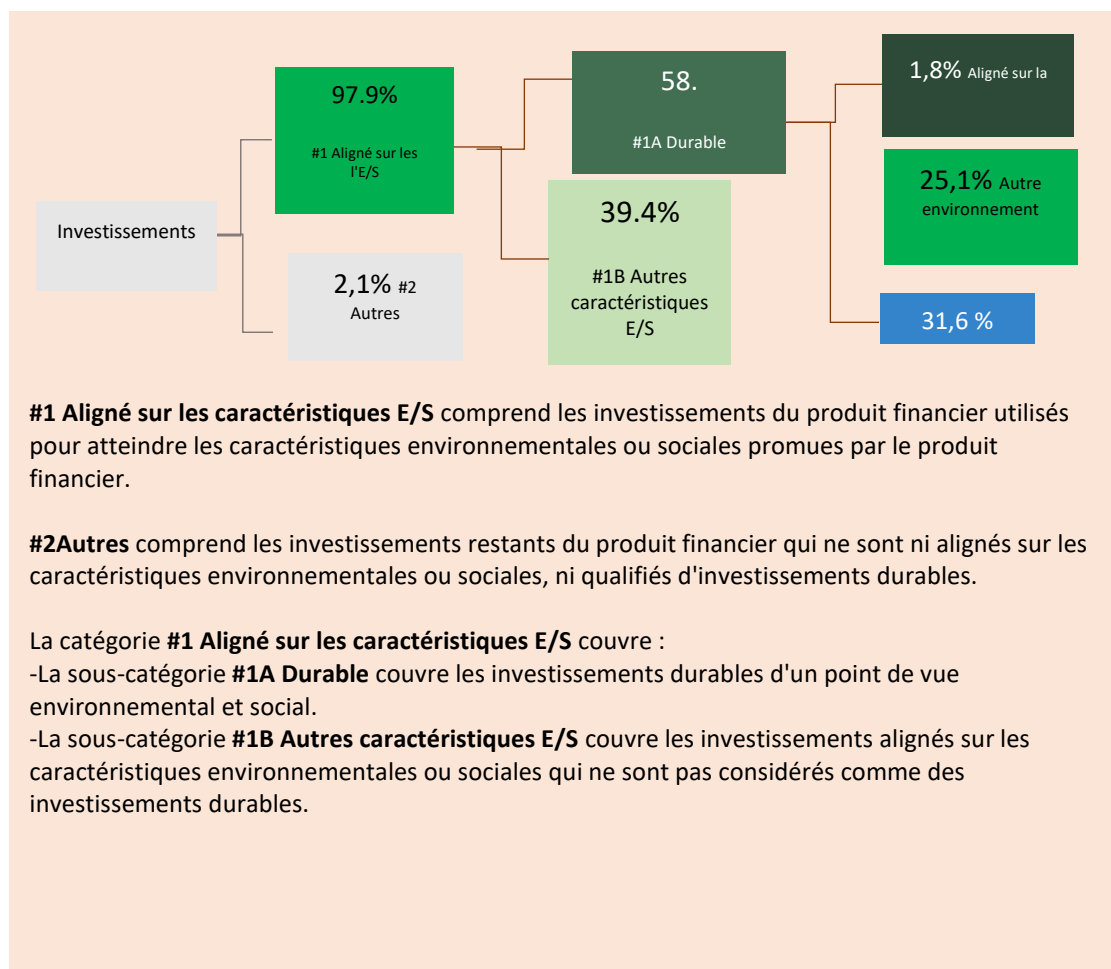 Investissements
97.9%
#1 Aligné sur les
l'E/S
2,1% #2
Autres
58.
#1A Durable
39.4%
#1B Autres
caractéristiques
E/S
1,8% Aligné sur la
25,1% Autre
environnement
31,6 %
#1 Aligné sur les caractéristiques E/S comprend les investissements du produit financier utilisés
pour atteindre les caractéristiques environnementales ou sociales promues par le produit
financier.
#2Autres comprend les investissements restants du produit financier qui ne sont ni alignés sur les
caractéristiques environnementales ou sociales, ni qualifiés d'investissements durables.
La catégorie #1 Aligné sur les caractéristiques E/S couvre :
-La sous-catégorie #1A Durable couvre les investissements durables d'un point de vue
environnemental et social.
-La sous-catégorie #1B Autres caractéristiques E/S couvre les investissements alignés sur les
caractéristiques environnementales ou sociales qui ne sont pas considérés comme des
investissements durables.